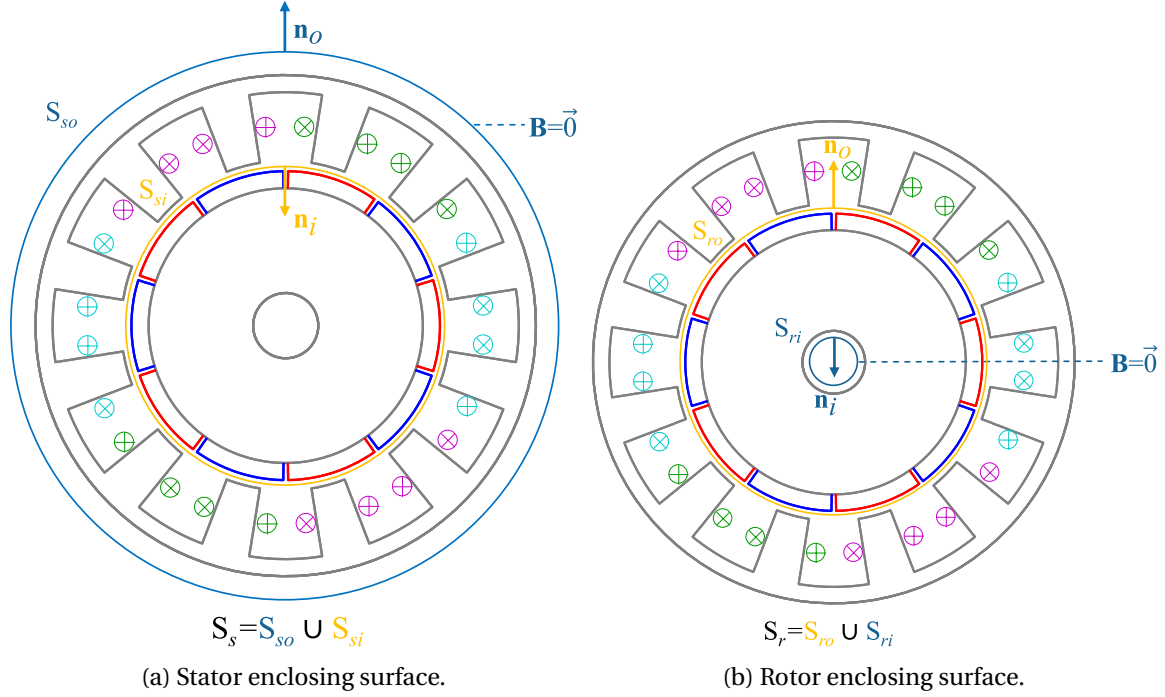 n_o
S_so
B=0⃗
S_si
n_i
S_s=S_so ∪ S_si
(a) Stator enclosing surface.
n_o
S_ro
S_ri
B=0⃗
n_i
S_r=S_ro ∪ S_ri
(b) Rotor enclosing surface.